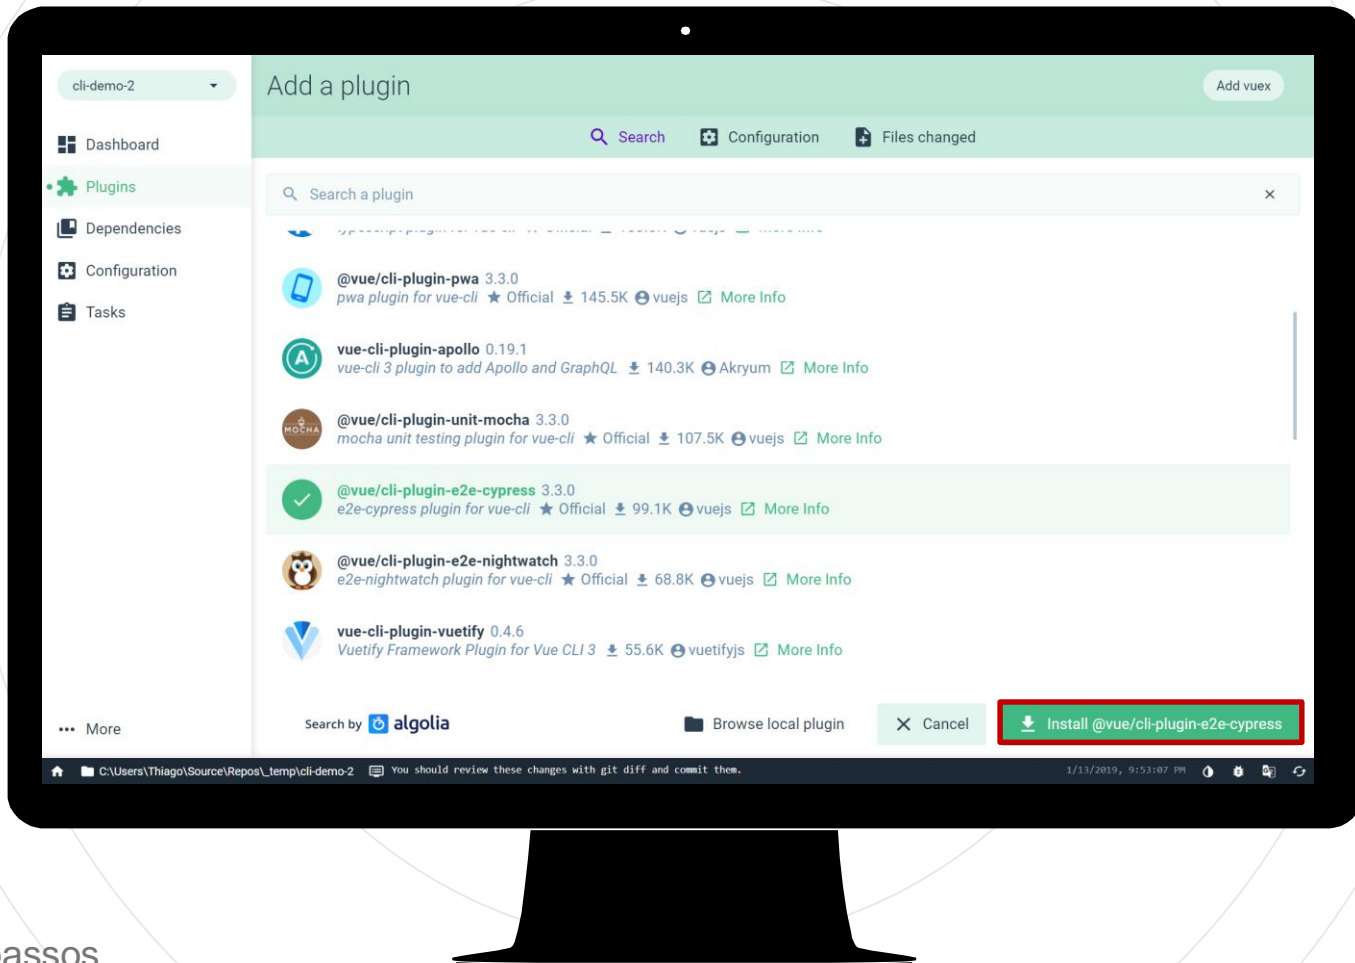 cli-demo-2
Add a plugin
Add vuex
Dashboard
Plugins
Dependencies
Configuration
Tasks
Search
Configuration
Files changed
Search a plugin
@vue/cli-plugin-pwa 3.3.0
pwa plugin for vue-cli Official 145.5K vuejs More Info
vue-cli-plugin-apollo 0.19.1
vue-cli 3 plugin to add Apollo and GraphQL 140.3K Akryum More Info
MOCHA
@vue/cli-plugin-unit-mocha 3.3.0
mocha unit testing plugin for vue-cli Official 107.5K vuejs More Info
@vue/cli-plugin-e2e-cypress 3.3.0
e2e-cypress plugin for vue-cli Official 99.1K vuejs More Info
@vue/cli-plugin-e2e-nightwatch 3.3.0
e2e-nightwatch plugin for vue-cli Official 68.8K vuejs More Info
vue-cli-plugin-vuetify 0.4.6
Vuetify Framework Plugin for Vue CLI 3 55.6K vuetifyjs More Info
More
Search by algolia
Browse local plugin
Cancel
Install @vue/cli-plugin-e2e-cypress
C:\Users\Thiago\Source\Repos\_temp\cli-demo-2 You should review these changes with git diff and commit them. 1/13/2019, 9:53:07 PM